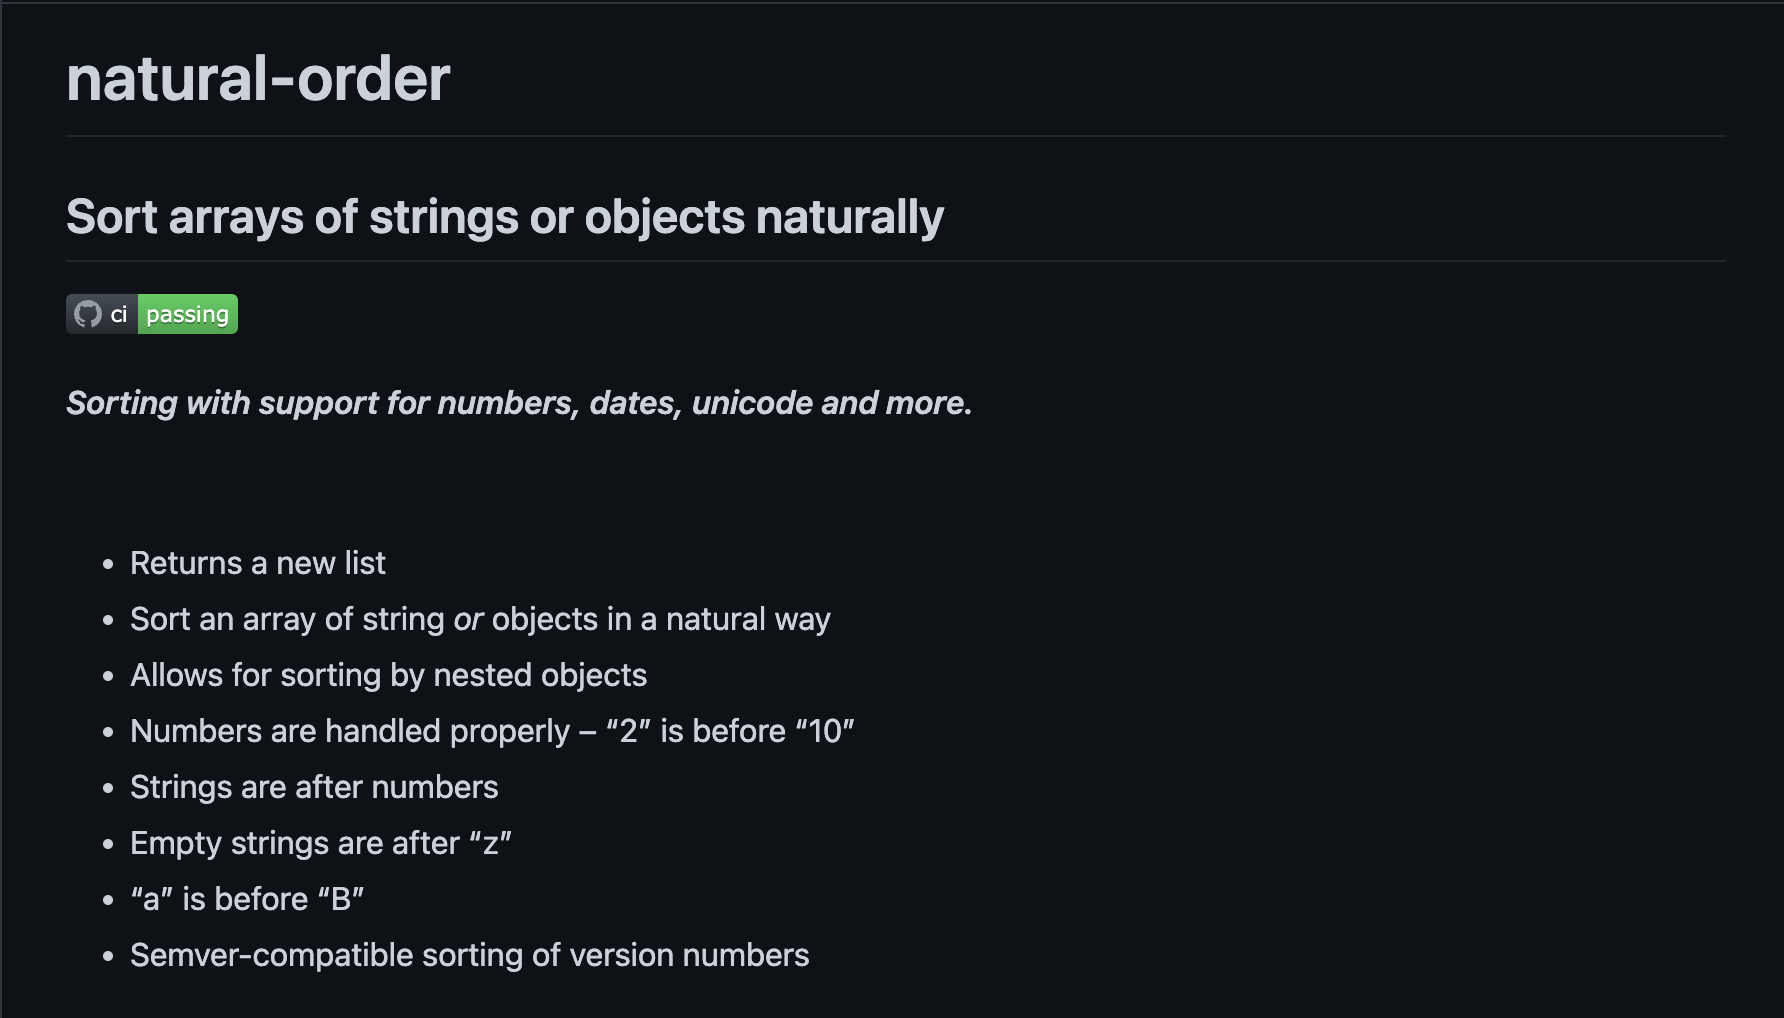 natural-order
Sort arrays of strings or objects naturally
ci passing
Sorting with support for numbers, dates, unicode and more.
• Returns a new list
• Sort an array of string or objects in a natural way
• Allows for sorting by nested objects
• Numbers are handled properly – “2” is before “10”
• Strings are after numbers
• Empty strings are after “z”
• “a” is before “B”
• Semver-compatible sorting of version numbers